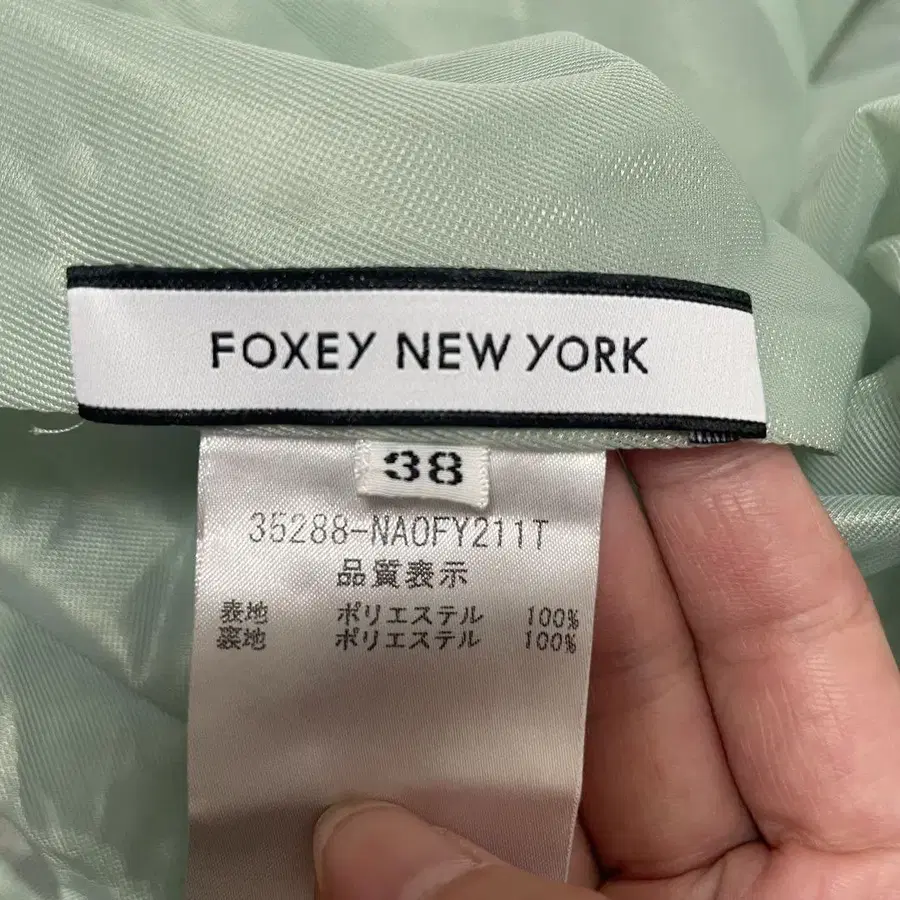 FOXEY NEW YORK
38
35288-NAOFY211T
品質表示
表地 ポリエステル 100%
裏地 ポリエステル 100%